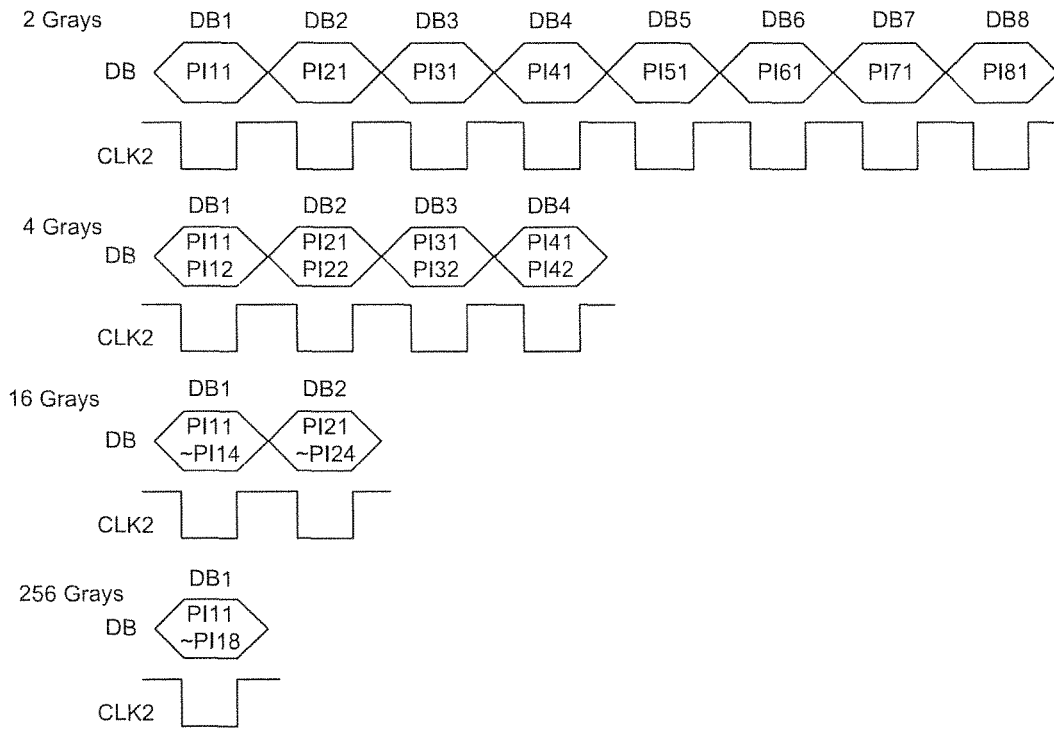 2 Grays DB1 DB2 DB3 DB4 DB5 DB6 DB7 DB8
DB PI11 PI21 PI31 PI41 PI51 PI61 PI71 PI81
CLK2
4 Grays DB1 DB2 DB3 DB4
DB PI11 PI21 PI31 PI41
PI12 PI22 PI32 PI42
CLK2
16 Grays DB1 DB2
DB PI11 PI21
~PI14 ~PI24
CLK2
256 Grays DB1
DB PI11
~PI18
CLK2